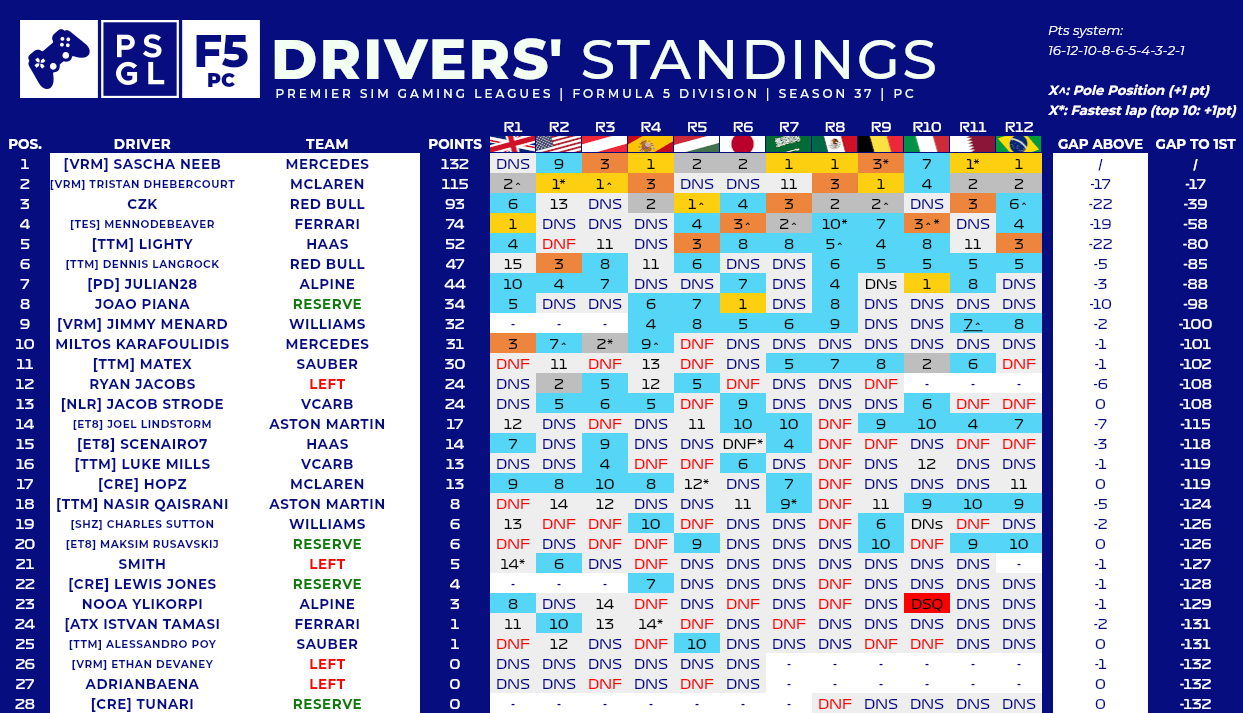 PS
GL
F5
PC
DRIVERS' STANDINGS
PREMIER SIM GAMING LEAGUES | FORMULA 5 DIVISION | SEASON 37 | PC
Pts system:
16-12-10-8-6-5-4-3-2-1
X^: Pole Position (+1 pt)
X*: Fastest lap (top 10: +1pt)
POS. DRIVER TEAM POINTS R1 R2 R3 R4 R5 R6 R7 R8 R9 R10 R11 R12 GAP ABOVE GAP TO 1ST
1 [VRM] SASCHA NEEB MERCEDES 132 DNS 9 3 1 2 2 1 1 3* 7 1* 1 / /
2 [VRM] TRISTAN DHEBERCOURT MCLAREN 115 2^ 1* 1^ 3 DNS DNS 11 3 1 4 2 2 -17 -17
3 CZK RED BULL 93 6 13 DNS 2 1^ 4 3 2 2^ DNS 3 6^ -22 -39
4 [TES] MENNODEBEAVER FERRARI 74 1 DNS DNS DNS 4 3^ 2^ 10* 7 3^* DNS 4 -19 -58
5 [TTM] LIGHTY HAAS 52 4 DNF 11 DNS 3 8 8 5^ 4 8 11 3 -22 -80
6 [TTM] DENNIS LANGROCK RED BULL 47 15 3 8 11 6 DNS DNS 6 5 5 5 5 -5 -85
7 [PD] JULIAN28 ALPINE 44 10 4 7 DNS DNS 7 DNS 4 DNs 1 8 DNS -3 -88
8 JOAO PIANA RESERVE 34 5 DNS DNS 6 7 1 DNS 8 DNS DNS DNS DNS -10 -98
9 [VRM] JIMMY MENARD WILLIAMS 32 - - - 4 8 5 6 9 DNS DNS 7^ 8 -2 -100
10 MILTOS KARAFOULIDIS MERCEDES 31 3 7^ 2* 9^ DNF DNS DNS DNS DNS DNS DNS DNS -1 -101
11 [TTM] MATEX SAUBER 30 DNF 11 DNF 13 DNF DNS 5 7 8 2 6 DNF -1 -102
12 RYAN JACOBS LEFT 24 DNS 2 5 12 5 DNF DNS DNS DNF - - - -6 -108
13 [NLR] JACOB STRODE VCARB 24 DNS 5 6 5 DNF 9 DNS DNS DNS 6 DNF DNF 0 -108
14 [ET8] JOEL LINDSTORM ASTON MARTIN 17 12 DNS DNF DNS 11 10 10 DNF 9 10 4 7 -7 -115
15 [ET8] SCENAIRO7 HAAS 14 7 DNS 9 DNS DNS DNF* 4 DNF DNF DNS DNF DNF -3 -118
16 [TTM] LUKE MILLS VCARB 13 DNS DNS 4 DNF DNF 6 DNS DNF DNS 12 DNS DNS -1 -119
17 [CRE] HOPZ MCLAREN 13 9 8 10 8 12* DNS 7 DNF DNS DNS DNS 11 0 -119
18 [TTM] NASIR QAISRANI ASTON MARTIN 8 DNF 14 12 DNS DNS 11 9* DNF 11 9 10 9 -5 -124
19 [SHZ] CHARLES SUTTON WILLIAMS 6 13 DNF DNF 10 DNF DNS DNS DNS 6 DNs DNF DNS -2 -126
20 [ET8] MAKSIM RUSAVSKIJ RESERVE 6 DNF DNS DNF DNF 9 DNS DNS DNS 10 DNF 9 10 0 -126
21 SMITH LEFT 5 14* 6 DNS DNF DNS DNS DNS DNS DNS DNS DNS - -1 -127
22 [CRE] LEWIS JONES RESERVE 4 - - - 7 DNS DNS DNS DNF DNS DNS DNS DNS -1 -128
23 NOOA YLIKORPI ALPINE 3 8 DNS 14 DNF DNS DNF DNS DNF DNS DSQ DNS DNS -1 -129
24 [ATX ISTVAN TAMASI FERRARI 1 11 10 13 14* DNF DNS DNF DNS DNS DNS DNS DNS -2 -131
25 [TTM] ALESSANDRO POY SAUBER 1 DNF 12 DNS DNF 10 DNS DNS DNS DNF DNF DNS DNS 0 -131
26 [VRM] ETHAN DEVANEY LEFT 0 DNS DNS DNS DNS DNS DNS - - - - - - -1 -132
27 ADRIANBAENA LEFT 0 DNS DNS DNF DNS DNF DNS - - - - - - 0 -132
28 [CRE] TUNARI RESERVE 0 - - - - - - - DNF DNS DNS DNS DNS 0 -132